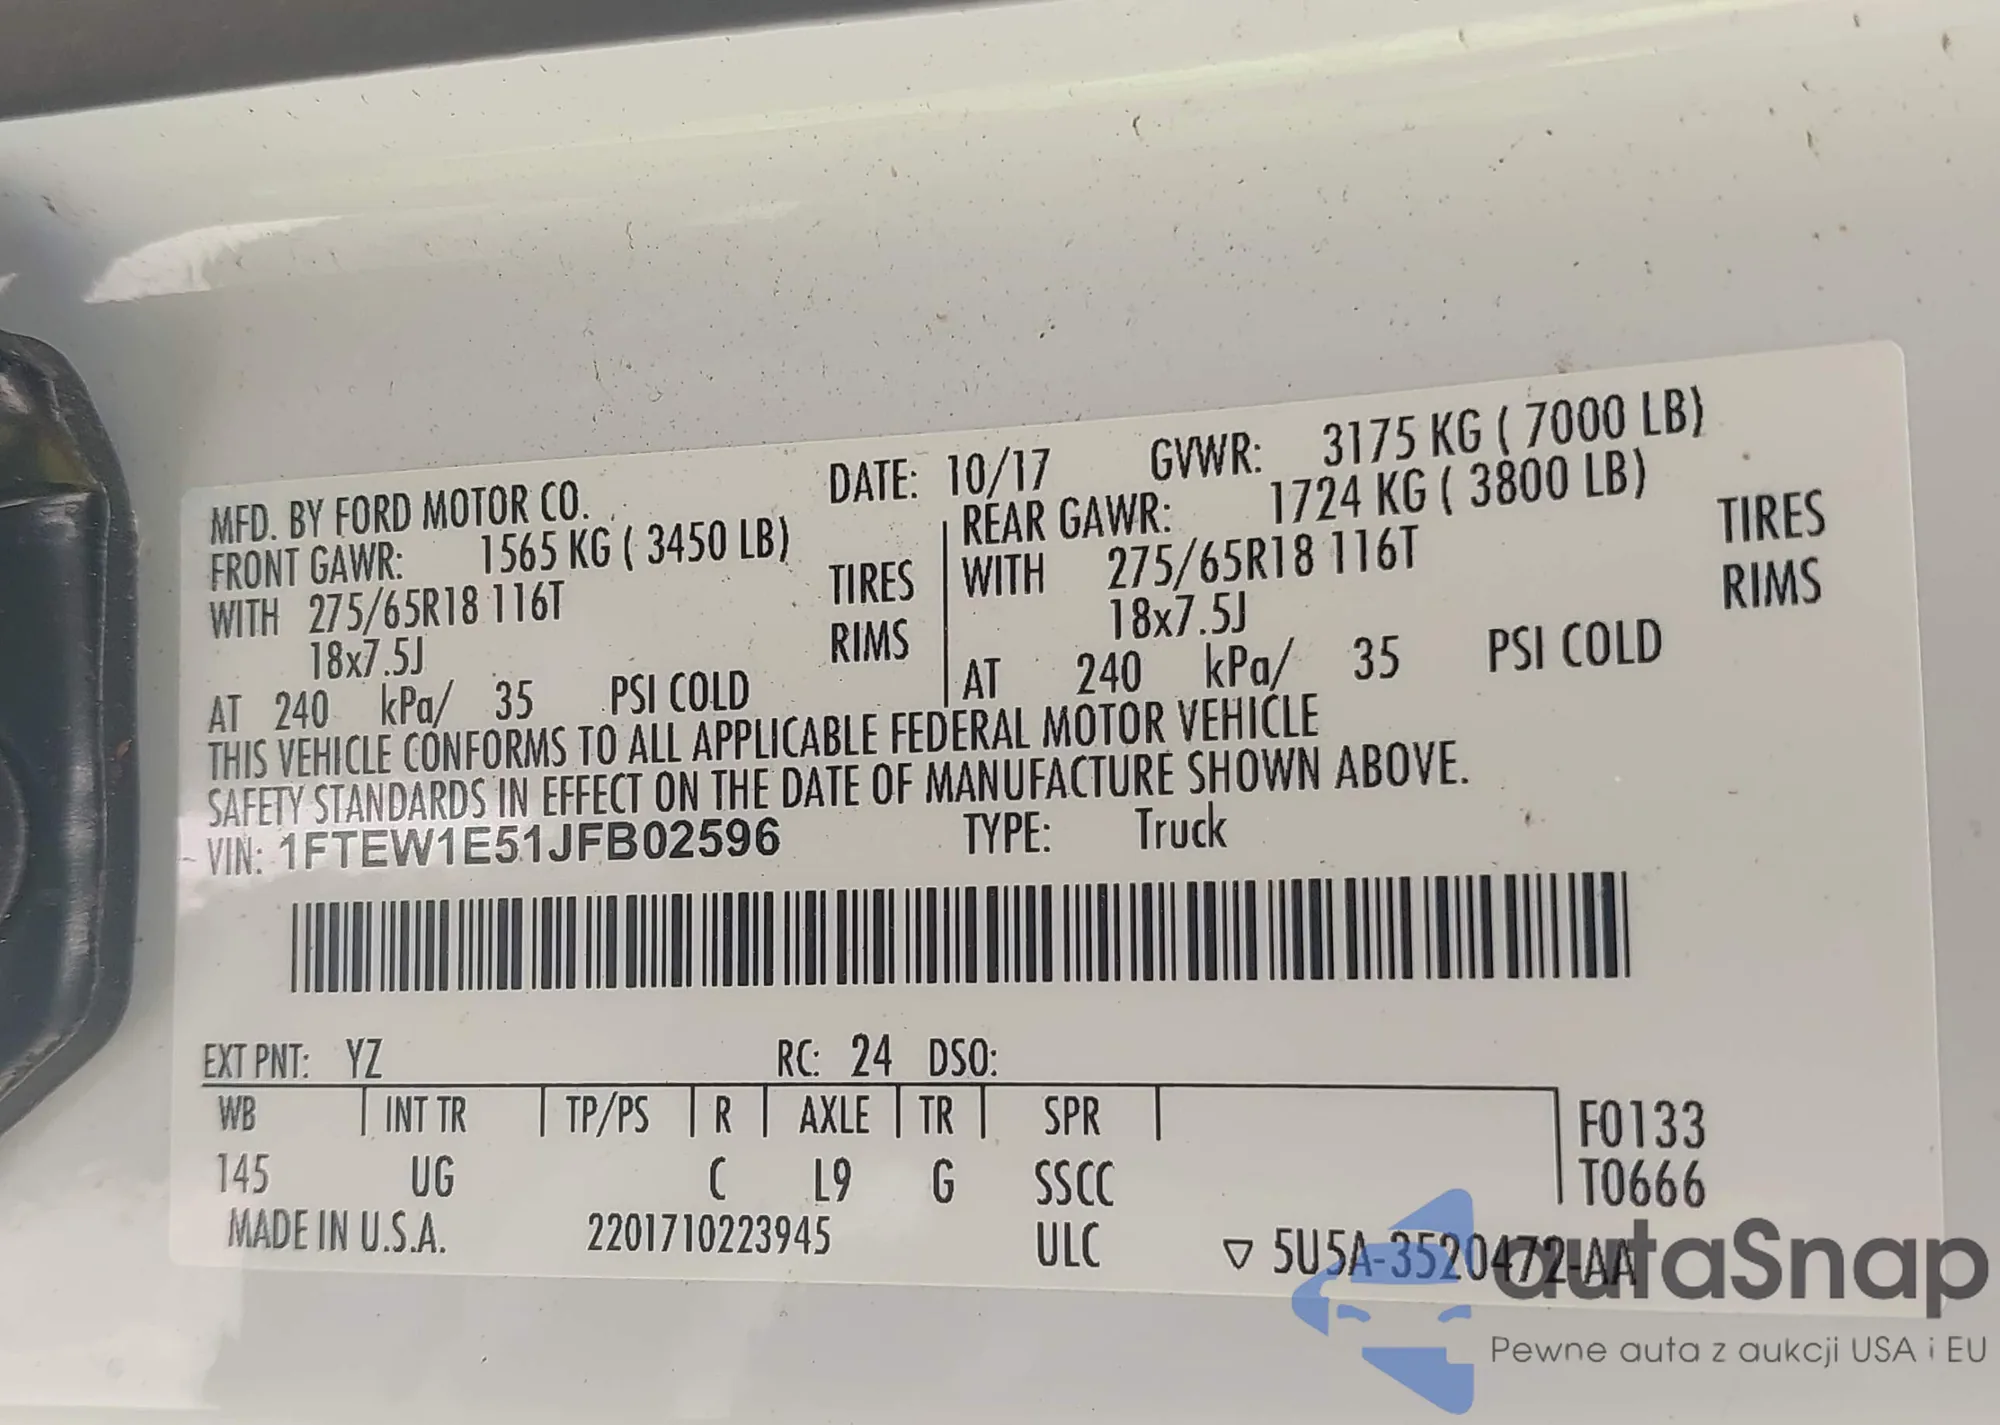 MFD. BY FORD MOTOR CO. DATE: 10/17 GVWR: 3175 KG ( 7000 LB)
FRONT GAWR: 1565 KG ( 3450 LB) REAR GAWR: 1724 KG ( 3800 LB)
WITH 275/65R18 116T TIRES WITH 275/65R18 116T TIRES
18x7.5J RIMS 18x7.5J RIMS
AT 240 kPa/ 35 PSI COLD AT 240 kPa/ 35 PSI COLD
THIS VEHICLE CONFORMS TO ALL APPLICABLE FEDERAL MOTOR VEHICLE
SAFETY STANDARDS IN EFFECT ON THE DATE OF MANUFACTURE SHOWN ABOVE.
VIN: 1FTEW1E51JFB02596 TYPE: Truck
EXT PNT: YZ RC: 24 DSO:
WB INT TR TP/PS R AXLE TR SPR F0133
145 UG C L9 G SSCC T0666
MADE IN U.S.A. 2201710223945 ULC ▽ 5U5A-3520472-AA
autaSnap
Pewne auta z aukcji USA i EU